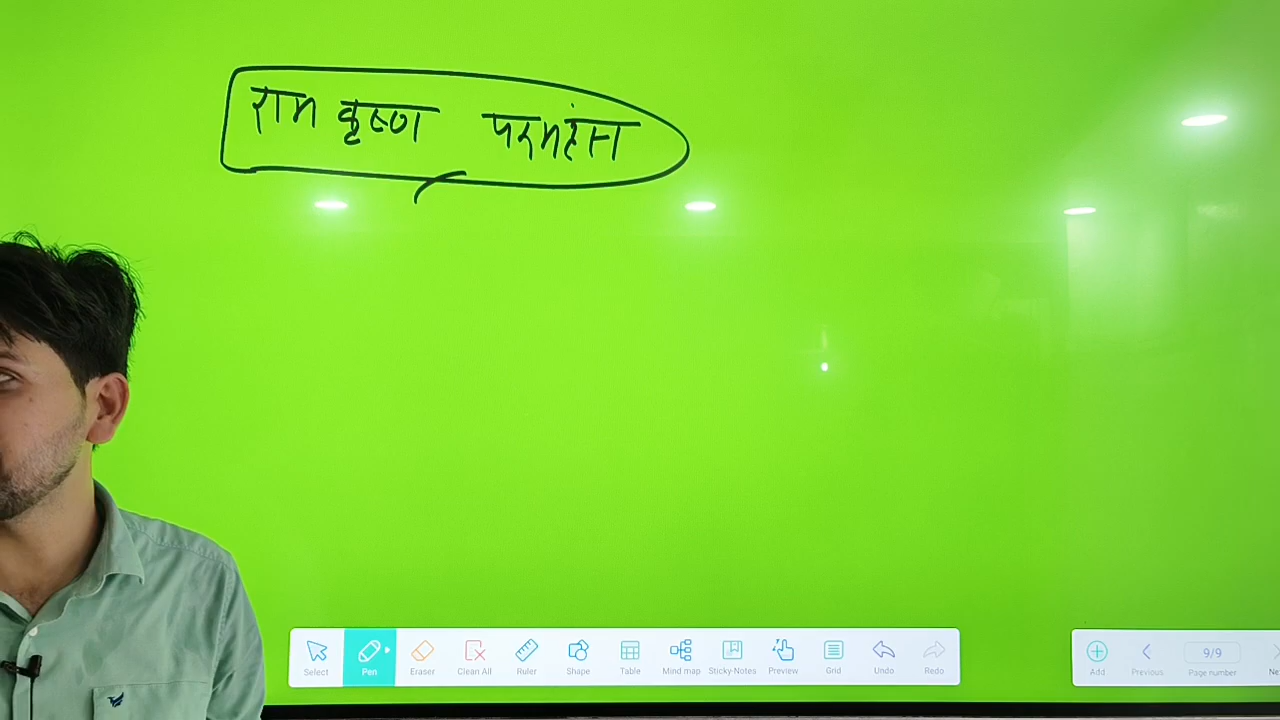 राम कृष्ण परमहंस
Select Pen Eraser Clean All Ruler Shape Table Mind map Sticky-Notes Preview Grid Undo Redo
9/9
Add Previous Page number